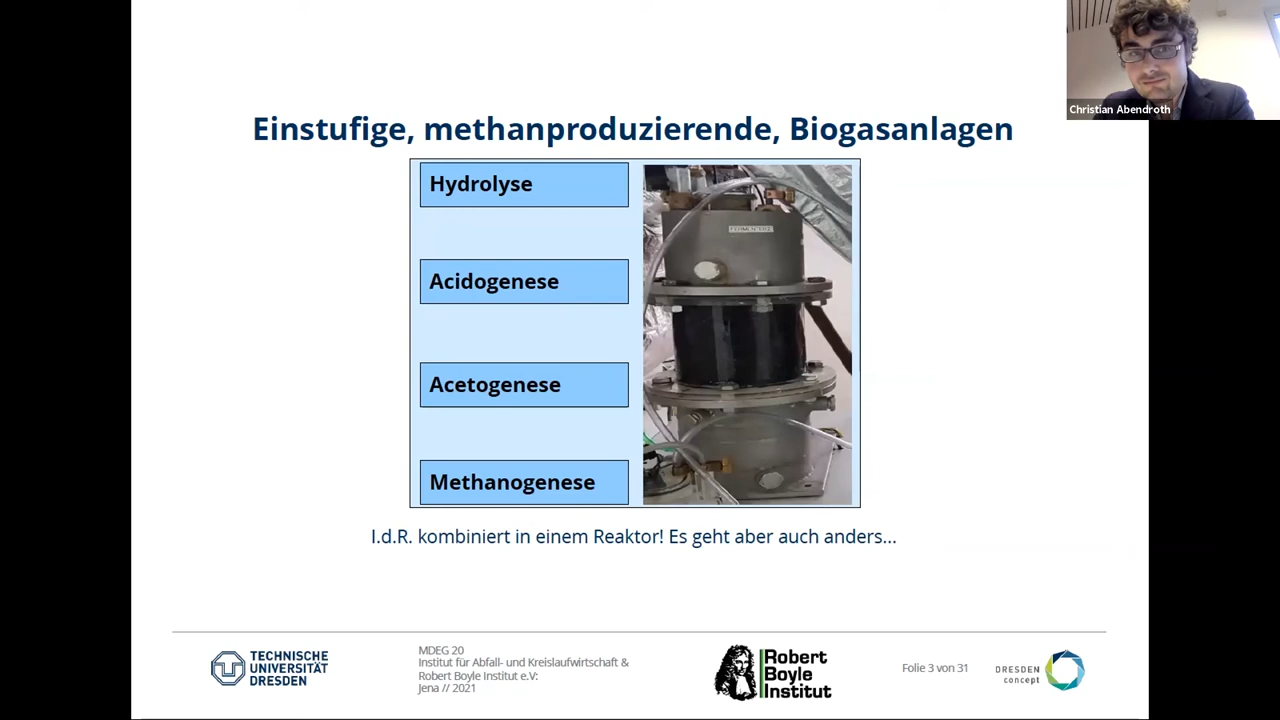 Christian Abendroth
Einstufige, methanproduzierende, Biogasanlagen
Hydrolyse
Acidogenese
Acetogenese
Methanogenese
I.d.R. kombiniert in einem Reaktor! Es geht aber auch anders...
TECHNISCHE
UNIVERSITÄT
DRESDEN
MDEG 20
Institut für Abfall- und Kreislaufwirtschaft &
Robert Boyle Institut e.V:
Jena // 2021
Robert
Boyle
Institut
Folie 3 von 31
DRESDEN
concept